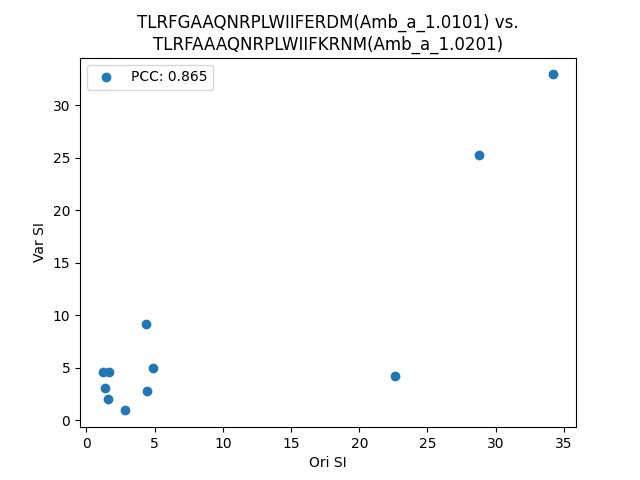 TLRFGAAQNRPLWIIFERDM(Amb_a_1.0101) vs.
TLRFAAAQNRPLWIIFKRNM(Amb_a_1.0201)
PCC: 0.865
30
25
20
15
10
5
0
Var SI
0 5 10 15 20 25 30 35
Ori SI